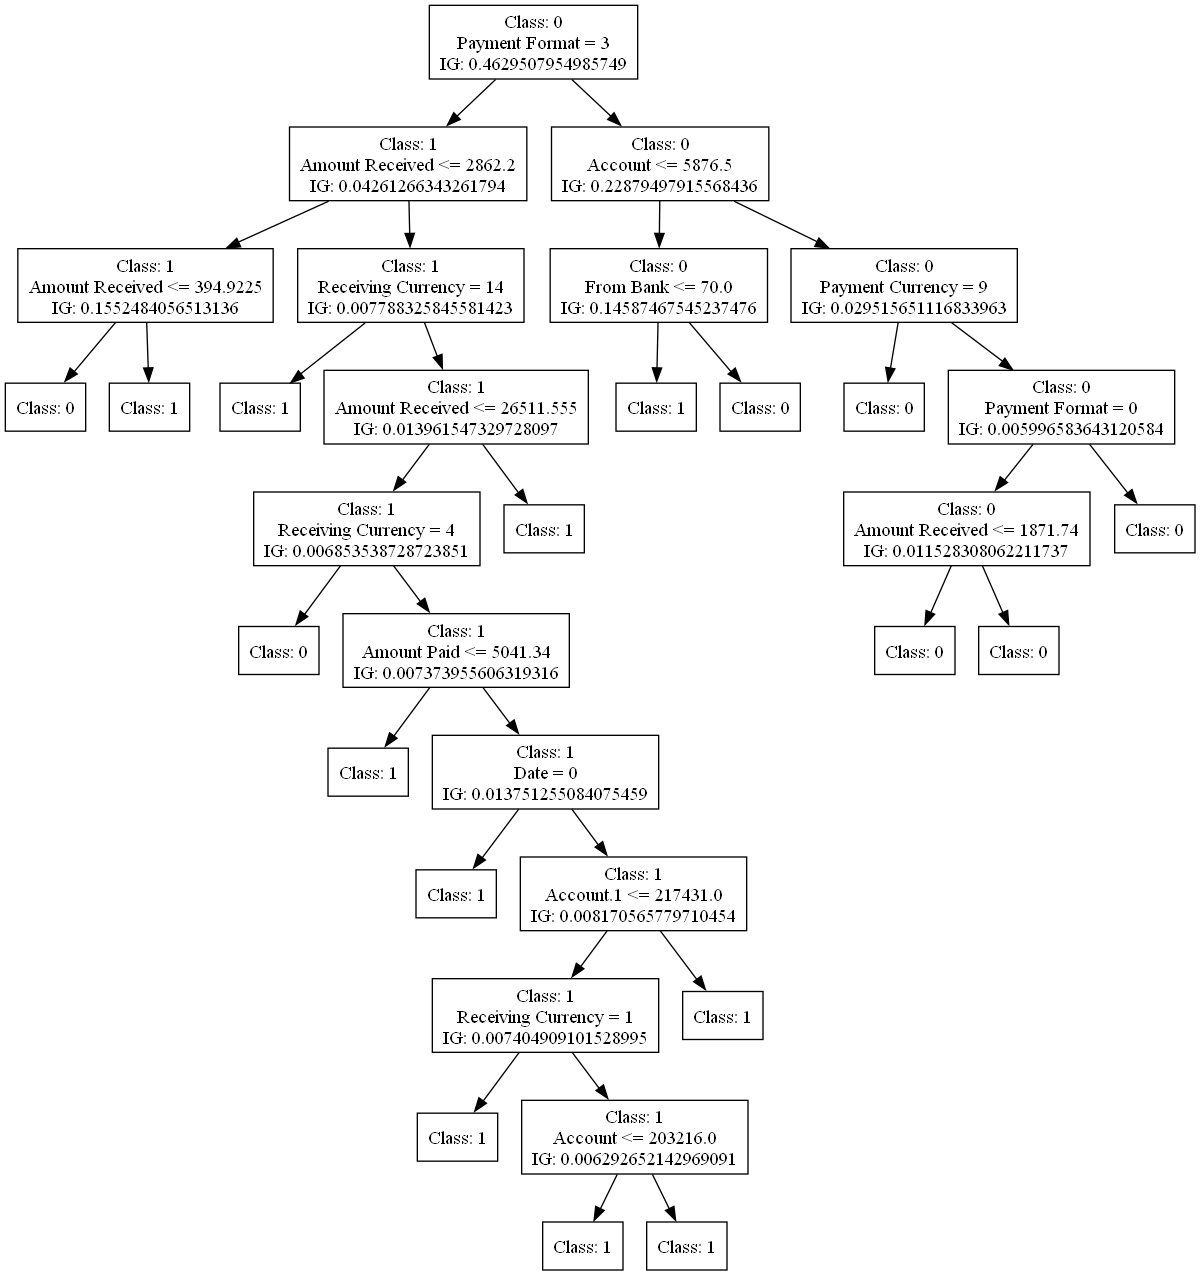 Class: 0
Payment Format = 3
IG: 0.4629507954985749
Class: 1
Amount Received <= 2862.2
IG: 0.04261266343261794
Class: 0
Account <= 5876.5
IG: 0.22879497915568436
Class: 1
Amount Received <= 394.9225
IG: 0.1552484056513136
Class: 1
Receiving Currency = 14
IG: 0.007788325845581423
Class: 0
From Bank <= 70.0
IG: 0.14587467545237476
Class: 0
Payment Currency = 9
IG: 0.029515651116833963
Class: 0
Class: 1
Class: 1
Class: 1
Amount Received <= 26511.555
IG: 0.013961547329728097
Class: 1
Class: 0
Class: 0
Class: 0
Payment Format = 0
IG: 0.005996583643120584
Class: 1
Receiving Currency = 4
IG: 0.006853538728723851
Class: 1
Class: 0
Amount Received <= 1871.74
IG: 0.011528308062211737
Class: 0
Class: 0
Class: 1
Amount Paid <= 5041.34
IG: 0.007373955606319316
Class: 0
Class: 0
Class: 1
Class: 1
Date = 0
IG: 0.013751255084075459
Class: 1
Class: 1
Account.1 <= 217431.0
IG: 0.008170565779710454
Class: 1
Receiving Currency = 1
IG: 0.007404909101528995
Class: 1
Class: 1
Class: 1
Account <= 203216.0
IG: 0.006292652142969091
Class: 1
Class: 1